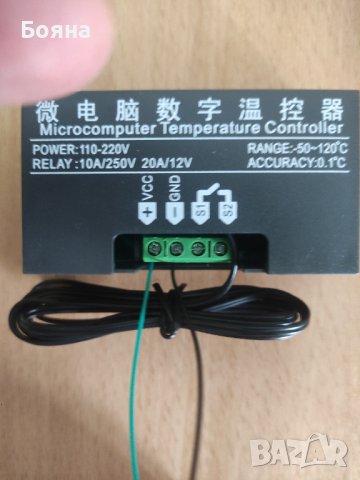 Бояна
微电脑数字温控器
Microcomputer Temperature Controller
POWER:110-220V RANGE:-50~120°C
RELAY:10A/250V 20A/12V ACCURACY:0.1°C
VCC GND
+ - S1 S2
BAZAR